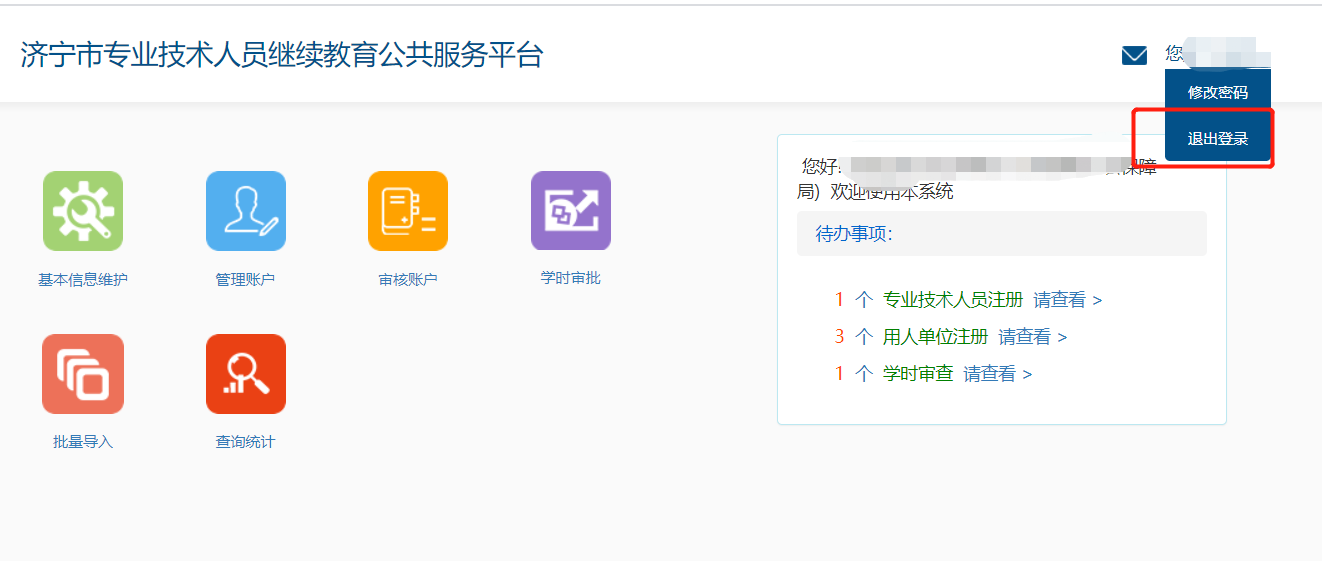 济宁市专业技术人员继续教育公共服务平台
您
修改密码
退出登录
您好!
保障
局) 欢迎使用本系统
待办事项:
基本信息维护
管理账户
审核账户
学时审批
1 个 专业技术人员注册 请查看 >
3 个 用人单位注册 请查看 >
1 个 学时审查 请查看 >
批量导入
查询统计